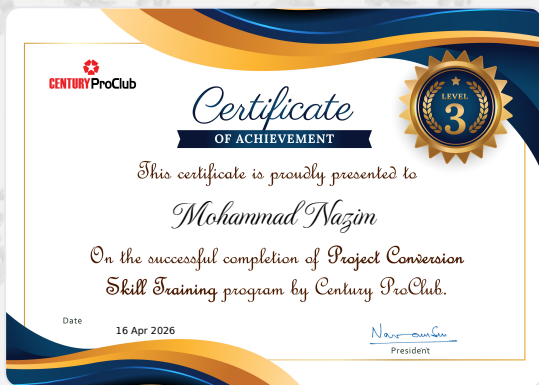 CENTURY ProClub
Certificate
OF ACHIEVEMENT
LEVEL
3
This certificate is proudly presented to
Mohammad Nazim
On the successful completion of Project Conversion
Skill Training program by Century ProClub.
Date
16 Apr 2026
President